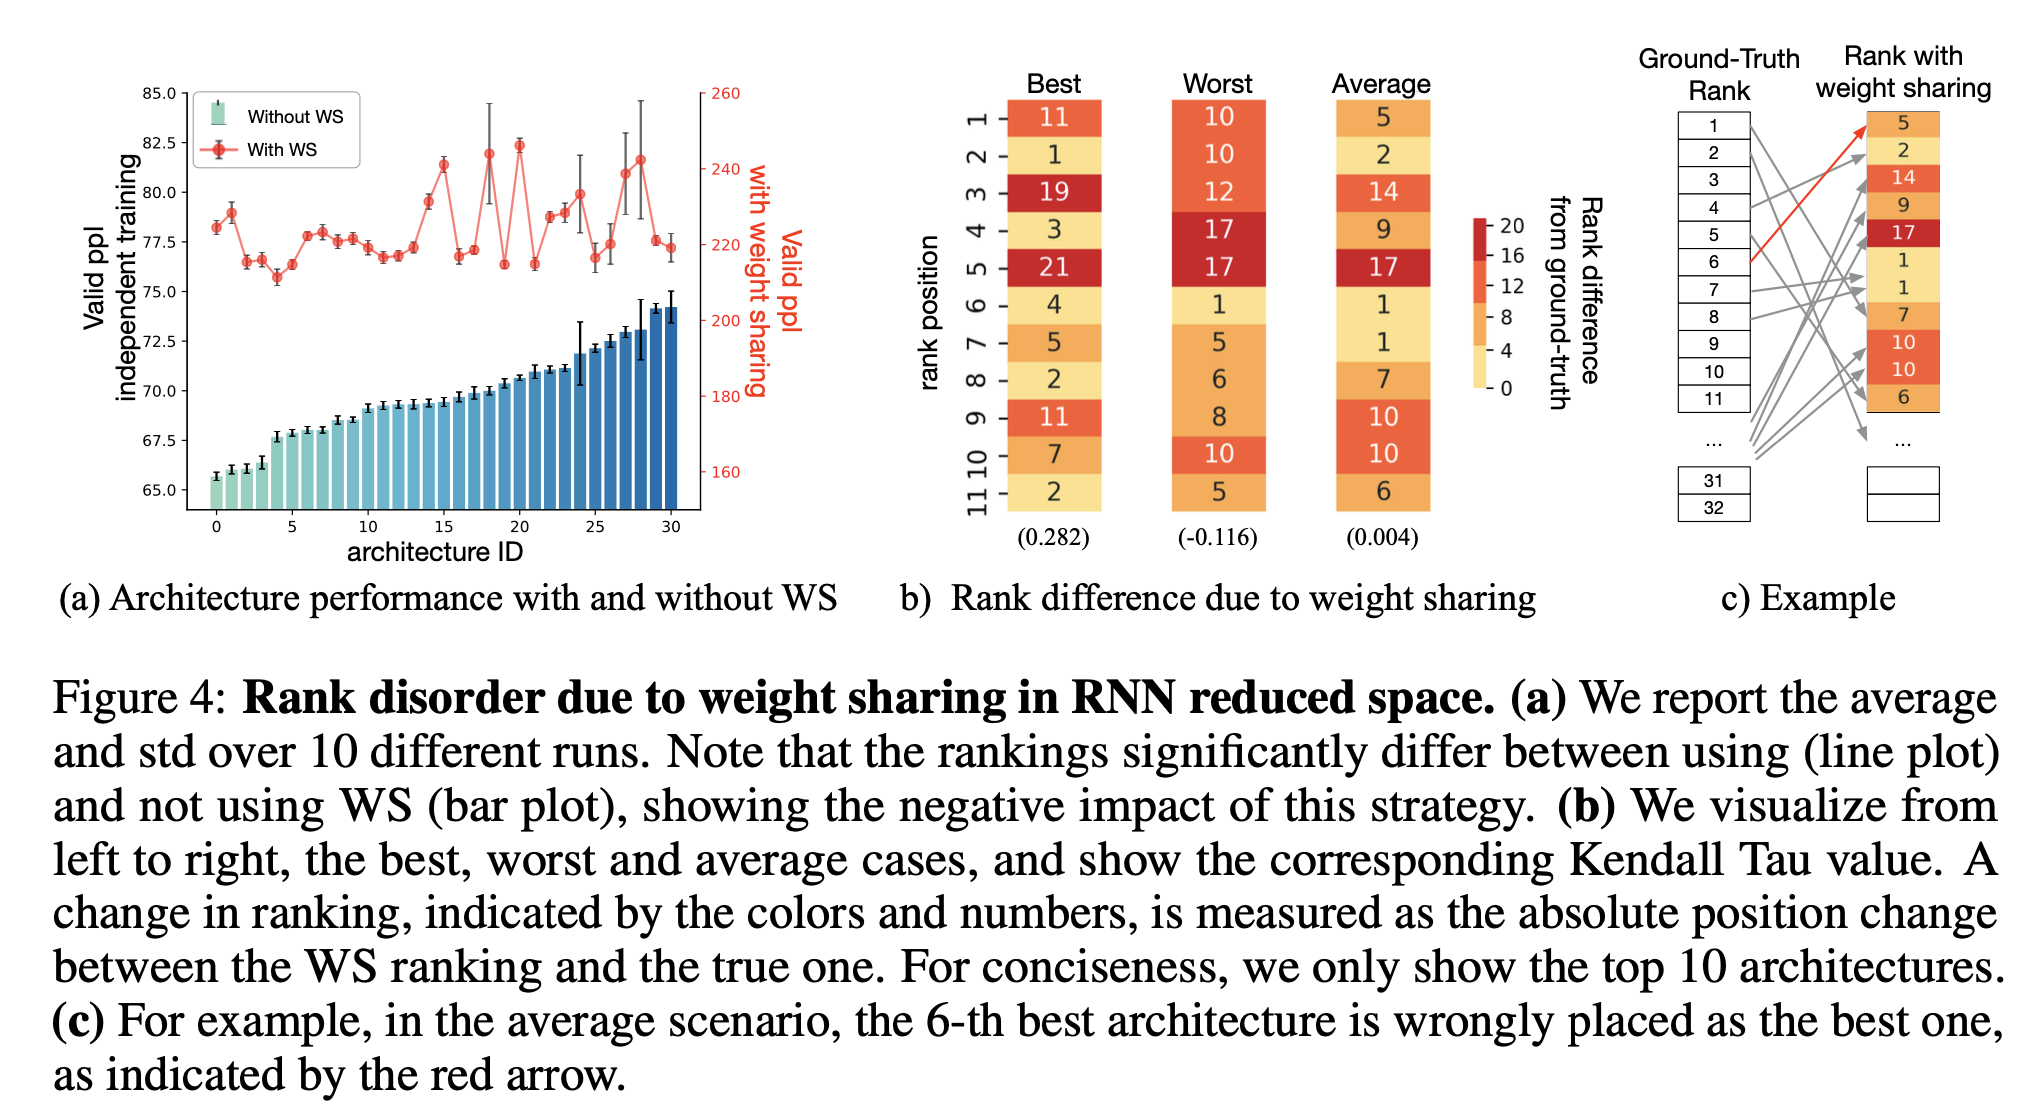 85.0
82.5
80.0
77.5
75.0
72.5
70.0
67.5
65.0
Valid ppl
independent training
Without WS
With WS
260
240
220
200
180
160
Valid ppl
with weight sharing
0 5 10 15 20 25 30
architecture ID
(a) Architecture performance with and without WS
Best Worst Average
rank position
1 11 10 5
2 1 10 2
3 19 12 14
4 3 17 9
5 21 17 17
6 4 1 1
7 5 5 1
8 2 6 7
9 11 8 10
10 7 10 10
11 2 5 6
(0.282) (-0.116) (0.004)
20
16
12
8
4
0
Rank difference
from ground-truth
b) Rank difference due to weight sharing
Ground-Truth
Rank
Rank with
weight sharing
1 5
2 2
3 14
4 9
5 17
6 1
7 1
8 7
9 10
10 10
11 6
... ...
31
32
c) Example
Figure 4: Rank disorder due to weight sharing in RNN reduced space. (a) We report the average
and std over 10 different runs. Note that the rankings significantly differ between using (line plot)
and not using WS (bar plot), showing the negative impact of this strategy. (b) We visualize from
left to right, the best, worst and average cases, and show the corresponding Kendall Tau value. A
change in ranking, indicated by the colors and numbers, is measured as the absolute position change
between the WS ranking and the true one. For conciseness, we only show the top 10 architectures.
(c) For example, in the average scenario, the 6-th best architecture is wrongly placed as the best one,
as indicated by the red arrow.